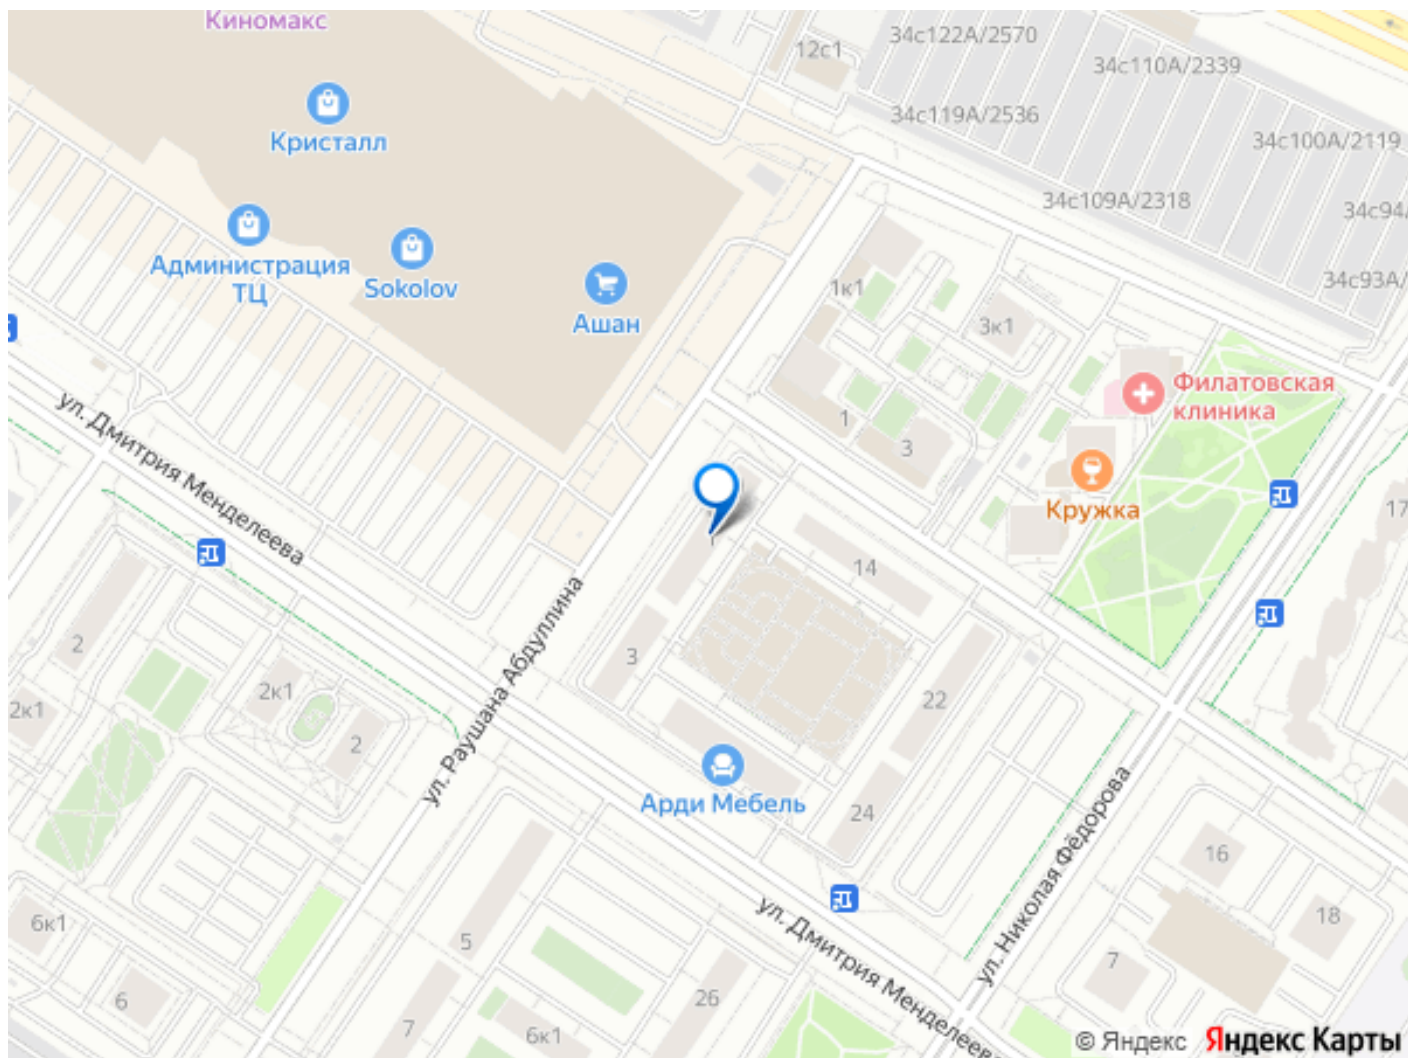 Киномакс
34с122А/2570
12с1
34с110А/2339
Кристалл
34с119А/2536
34с100А/2119
34с109А/2318
34с94/
Администрация
ТЦ
Sokolov
Ашан
34с93А/
1к1
3к1
Филатовская
клиника
1
3
Кружка
17
ул. Дмитрия Менделеева
14
ул. Раушана Абдуллина
2
3
2к1
2к1
2
22
Арди Мебель
24
ул. Николая Фёдорова
16
18
ул. Дмитрия Менделеева
6к1
5
7
6
26
7
6к1
© Яндекс Яндекс Карты